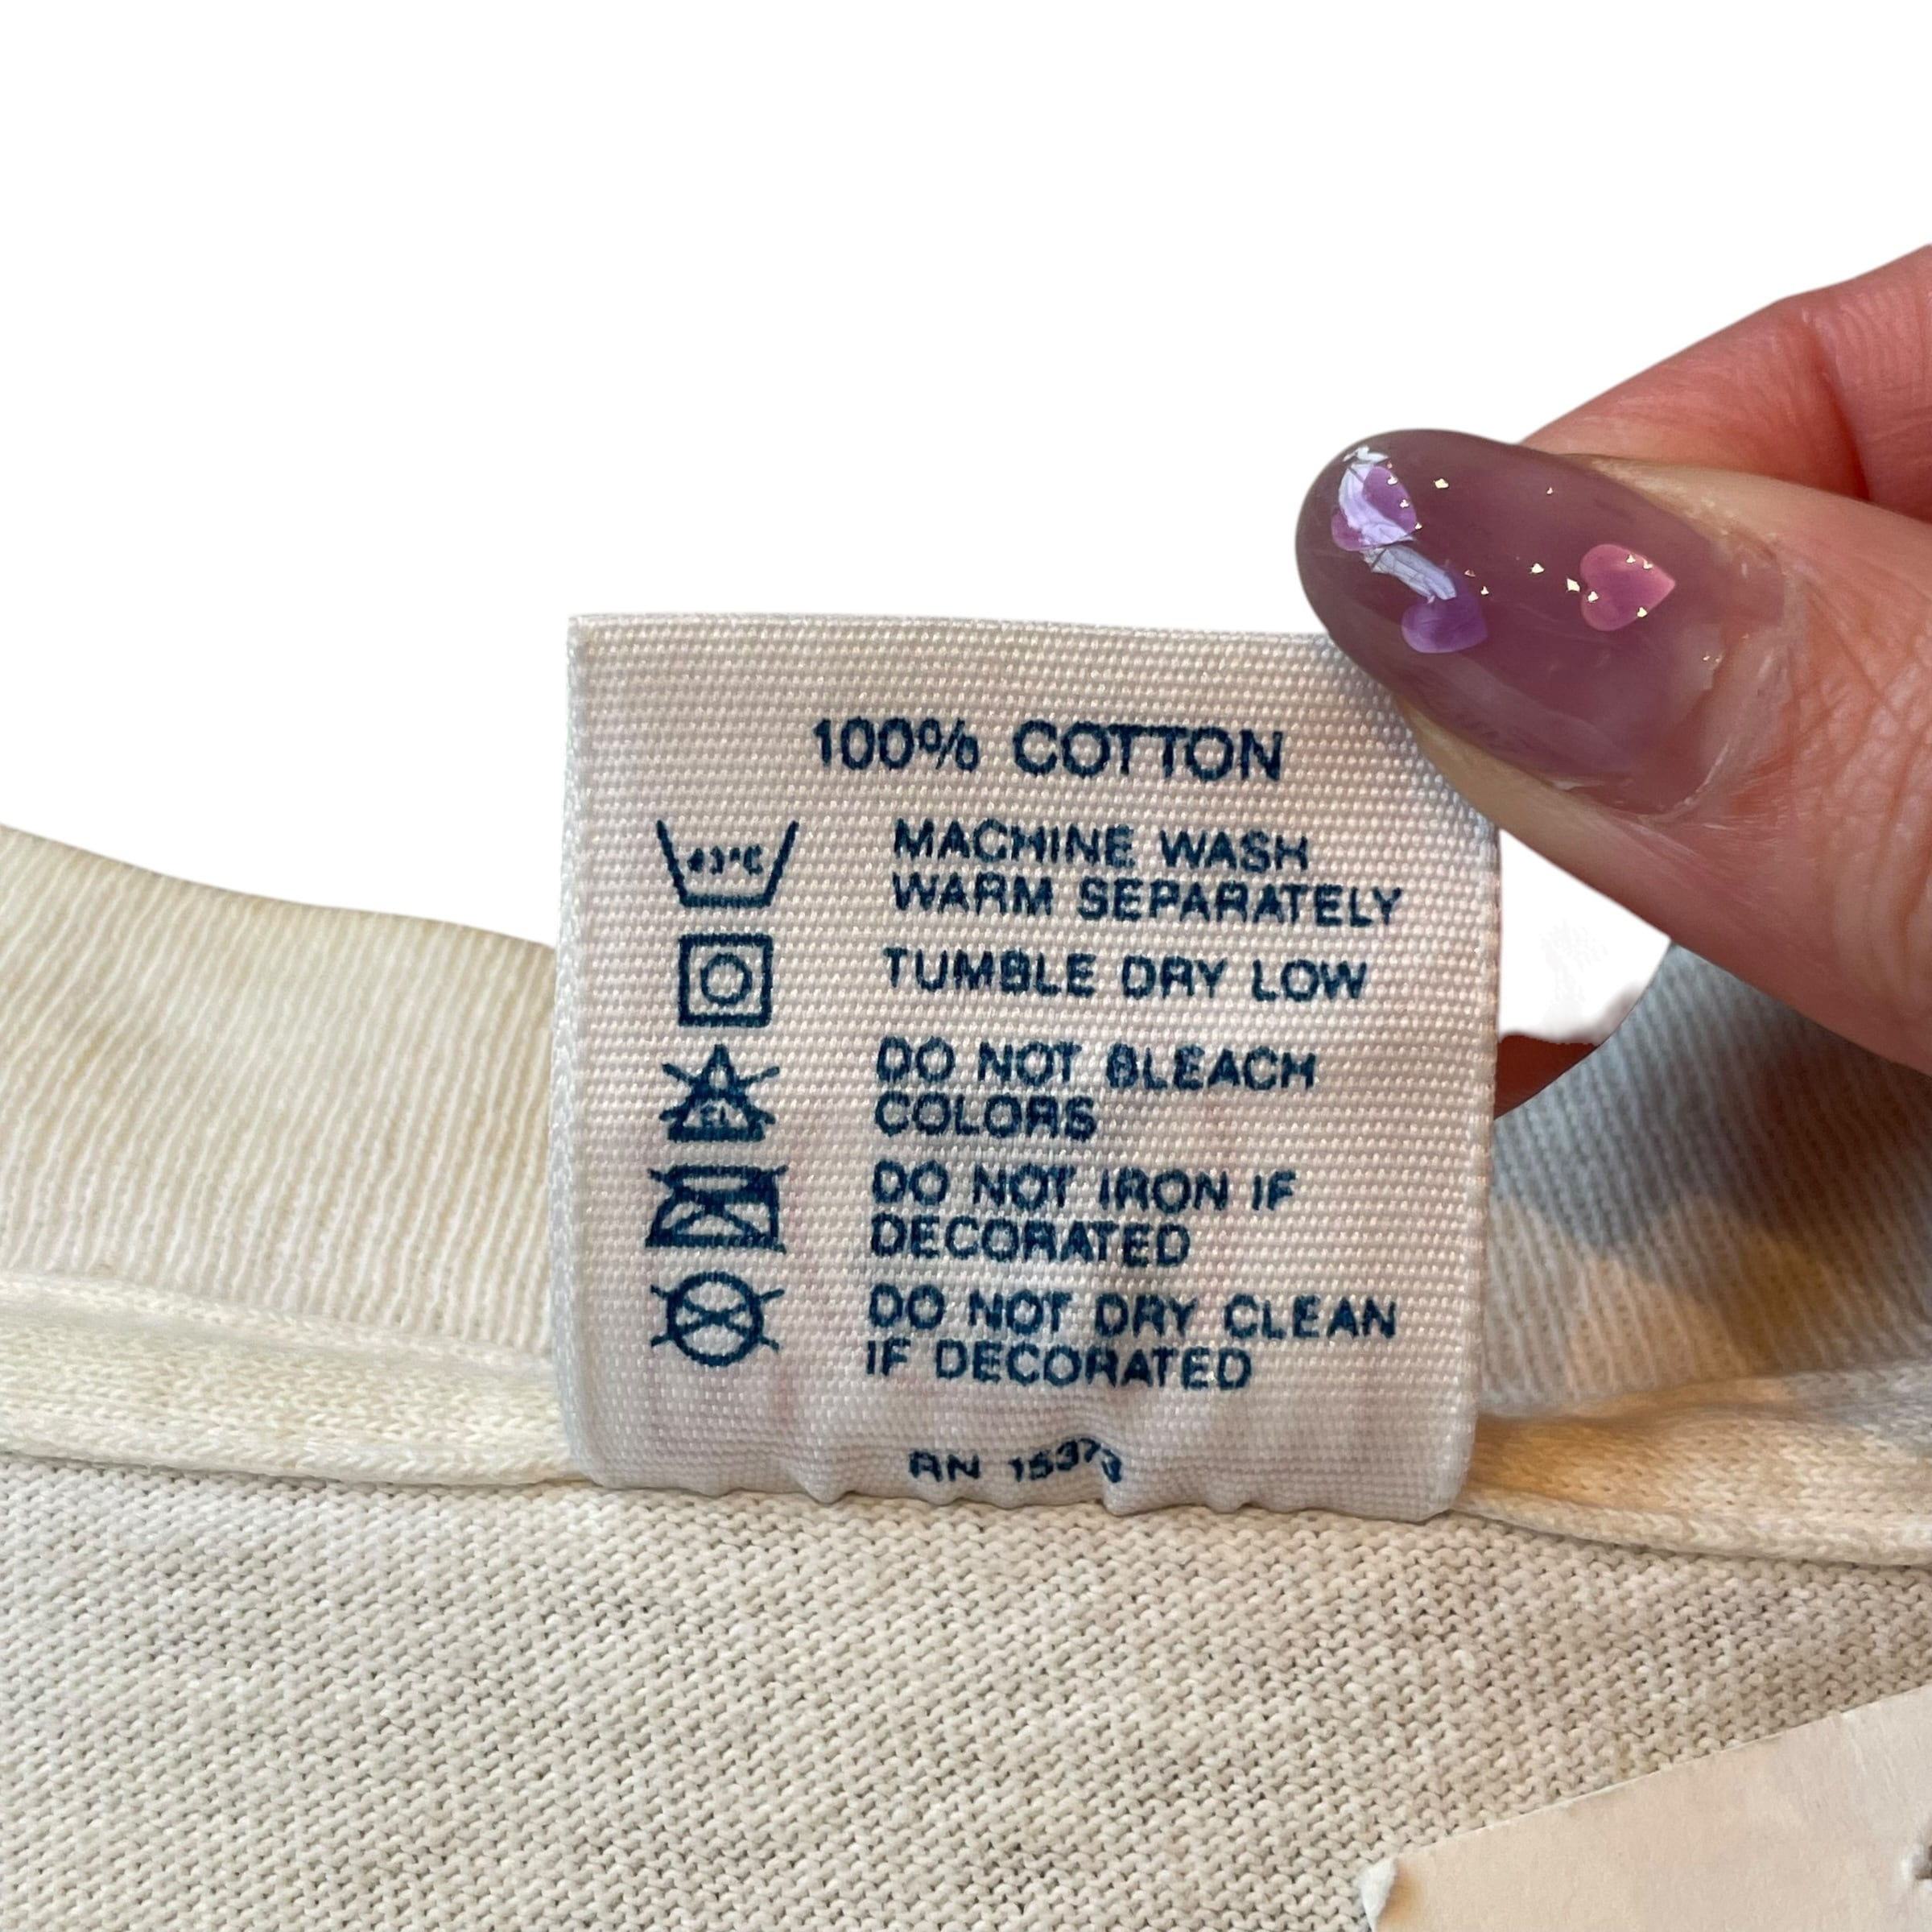 100% COTTON
MACHINE WASH
WARM SEPARATELY
TUMBLE DRY LOW
DO NOT BLEACH
COLORS
DO NOT IRON IF
DECORATED
DO NOT DRY CLEAN
IF DECORATED
RN